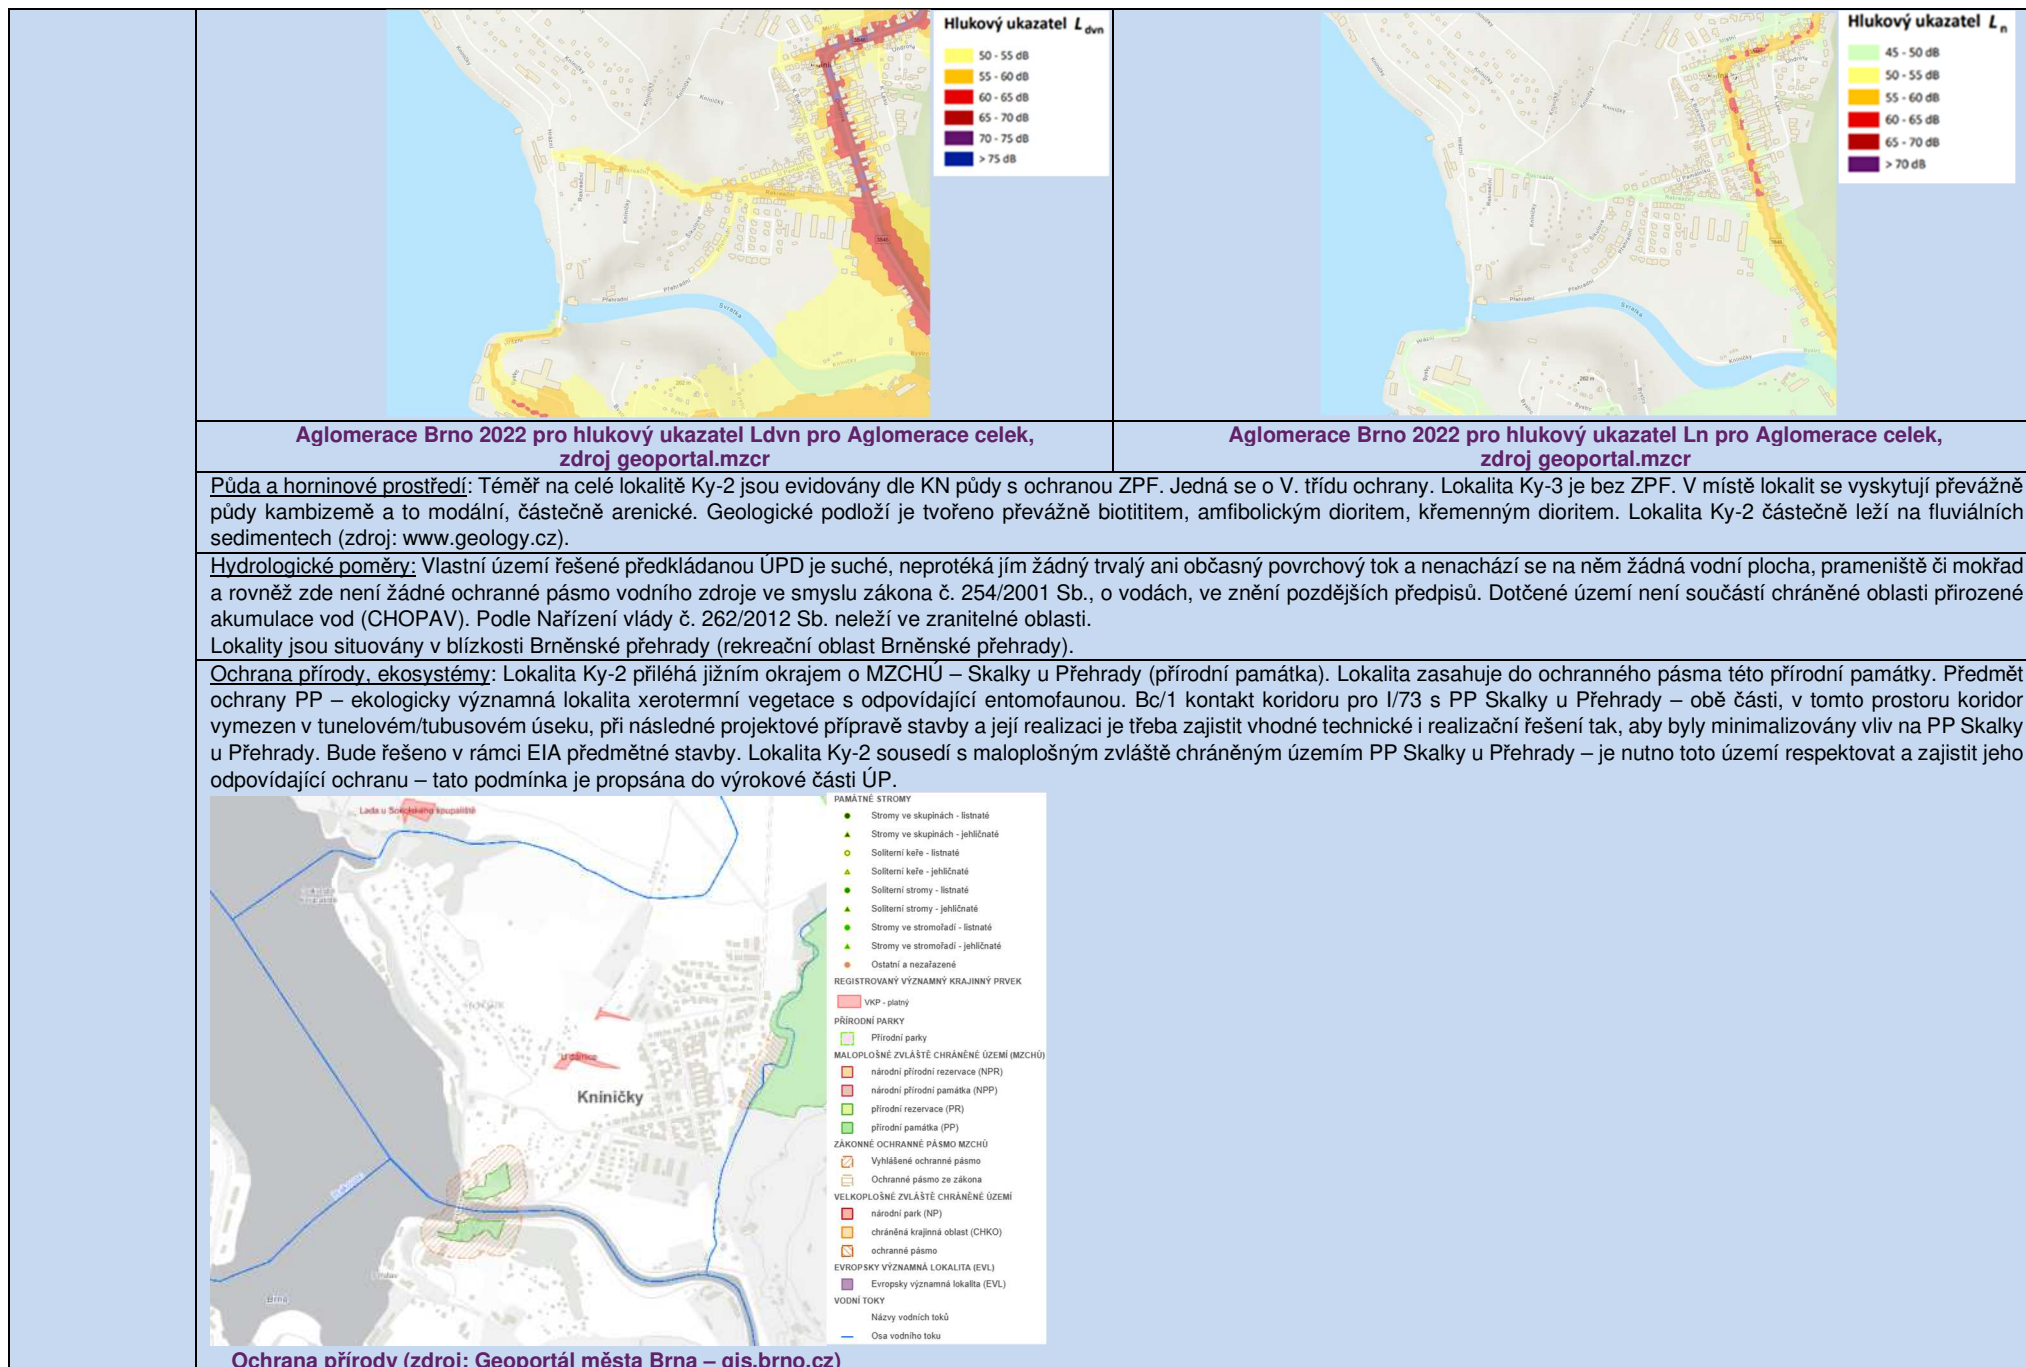 Hlukový ukazatel L dvn
50 - 55 dB
55 - 60 dB
60 - 65 dB
65 - 70 dB
70 - 75 dB
> 75 dB
Hlukový ukazatel L n
45 - 50 dB
50 - 55 dB
55 - 60 dB
60 - 65 dB
65 - 70 dB
> 70 dB
Aglomerace Brno 2022 pro hlukový ukazatel Ldvn pro Aglomerace celek,
zdroj geoportal.mzcr
Aglomerace Brno 2022 pro hlukový ukazatel Ln pro Aglomerace celek,
zdroj geoportal.mzcr
Půda a horninové prostředí: Téměř na celé lokalitě Ky-2 jsou evidovány dle KN půdy s ochranou ZPF. Jedná se o V. třídu ochrany. Lokalita Ky-3 je bez ZPF. V místě lokalit se vyskytují převážně
půdy kambizemě a to modální, částečně arenické. Geologické podloží je tvořeno převážně biotititem, amfibolickým dioritem, křemenným dioritem. Lokalita Ky-2 částečně leží na fluviálních
sedimentech (zdroj: www.geology.cz).
Hydrologické poměry: Vlastní území řešené předkládanou ÚPD je suché, neprotéká jím žádný trvalý ani občasný povrchový tok a nenachází se na něm žádná vodní plocha, prameniště či mokřad
a rovněž zde není žádné ochranné pásmo vodního zdroje ve smyslu zákona č. 254/2001 Sb., o vodách, ve znění pozdějších předpisů. Dotčené území není součástí chráněné oblasti přirozené
akumulace vod (CHOPAV). Podle Nařízení vlády č. 262/2012 Sb. neleží ve zranitelné oblasti.
Lokality jsou situovány v blízkosti Brněnské přehrady (rekreační oblast Brněnské přehrady).
Ochrana přírody, ekosystémy: Lokalita Ky-2 přiléhá jižním okrajem o MZCHÚ – Skalky u Přehrady (přírodní památka). Lokalita zasahuje do ochranného pásma této přírodní památky. Předmět
ochrany PP – ekologicky významná lokalita xerotermní vegetace s odpovídající entomofaunou. Bc/1 kontakt koridoru pro I/73 s PP Skalky u Přehrady – obě části, v tomto prostoru koridor
vymezen v tunelovém/tubusovém úseku, při následné projektové přípravě stavby a její realizaci je třeba zajistit vhodné technické i realizační řešení tak, aby byly minimalizovány vliv na PP Skalky
u Přehrady. Bude řešeno v rámci EIA předmětné stavby. Lokalita Ky-2 sousedí s maloplošným zvláště chráněným územím PP Skalky u Přehrady – je nutno toto území respektovat a zajistit jeho
odpovídající ochranu – tato podmínka je propsána do výrokové části ÚP.
Kníničky
PAMÁTNÉ STROMY
Stromy ve skupinách - listnaté
Stromy ve skupinách - jehličnaté
Soliterní keře - listnaté
Soliterní keře - jehličnaté
Soliterní stromy - listnaté
Soliterní stromy - jehličnaté
Stromy ve stromořadí - listnaté
Stromy ve stromořadí - jehličnaté
Ostatní a nezařazené
REGISTROVANÝ VÝZNAMNÝ KRAJINNÝ PRVEK
VKP - platný
PŘÍRODNÍ PARKY
Přírodní parky
MALOPLOŠNÉ ZVLÁŠTĚ CHRÁNĚNÉ ÚZEMÍ (MZCHÚ)
národní přírodní rezervace (NPR)
národní přírodní památka (NPP)
přírodní rezervace (PR)
přírodní památka (PP)
ZÁKONNÉ OCHRANNÉ PÁSMO MZCHÚ
Vyhlášené ochranné pásmo
Ochranné pásmo ze zákona
VELKOPLOŠNÉ ZVLÁŠTĚ CHRÁNĚNÉ ÚZEMÍ
národní park (NP)
chráněná krajinná oblast (CHKO)
ochranné pásmo
EVROPSKY VÝZNAMNÁ LOKALITA (EVL)
Evropsky významná lokalita (EVL)
VODNÍ TOKY
Názvy vodních toků
Osa vodního toku
Ochrana přírody (zdroj: Geoportál města Brna – gis.brno.cz)